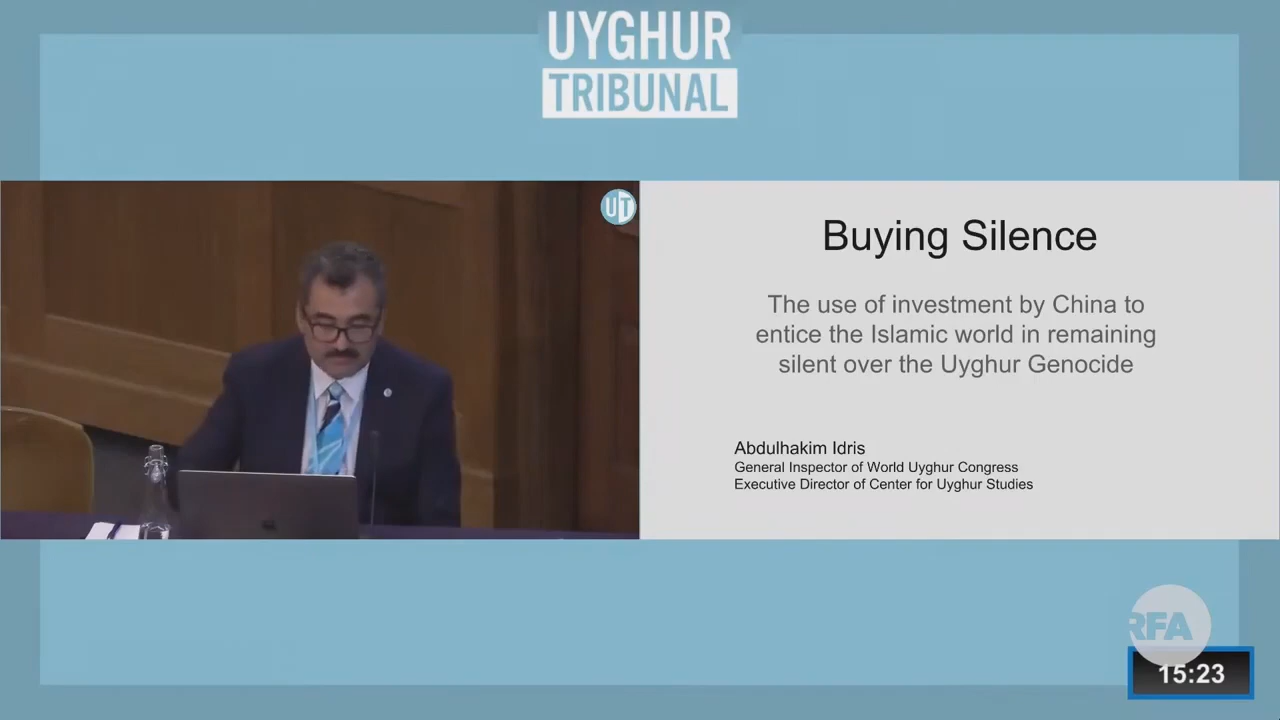 UYGHUR
TRIBUNAL
UT
Buying Silence
The use of investment by China to
entice the Islamic world in remaining
silent over the Uyghur Genocide
Abdulhakim Idris
General Inspector of World Uyghur Congress
Executive Director of Center for Uyghur Studies
RFA
15:23